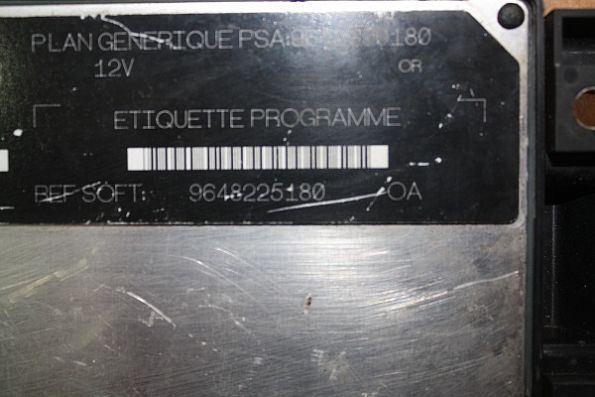 PLAN GENERIQUE PSA:
12V OR
ETIQUETTE PROGRAMME
REF SOFT: 9648225180 OA